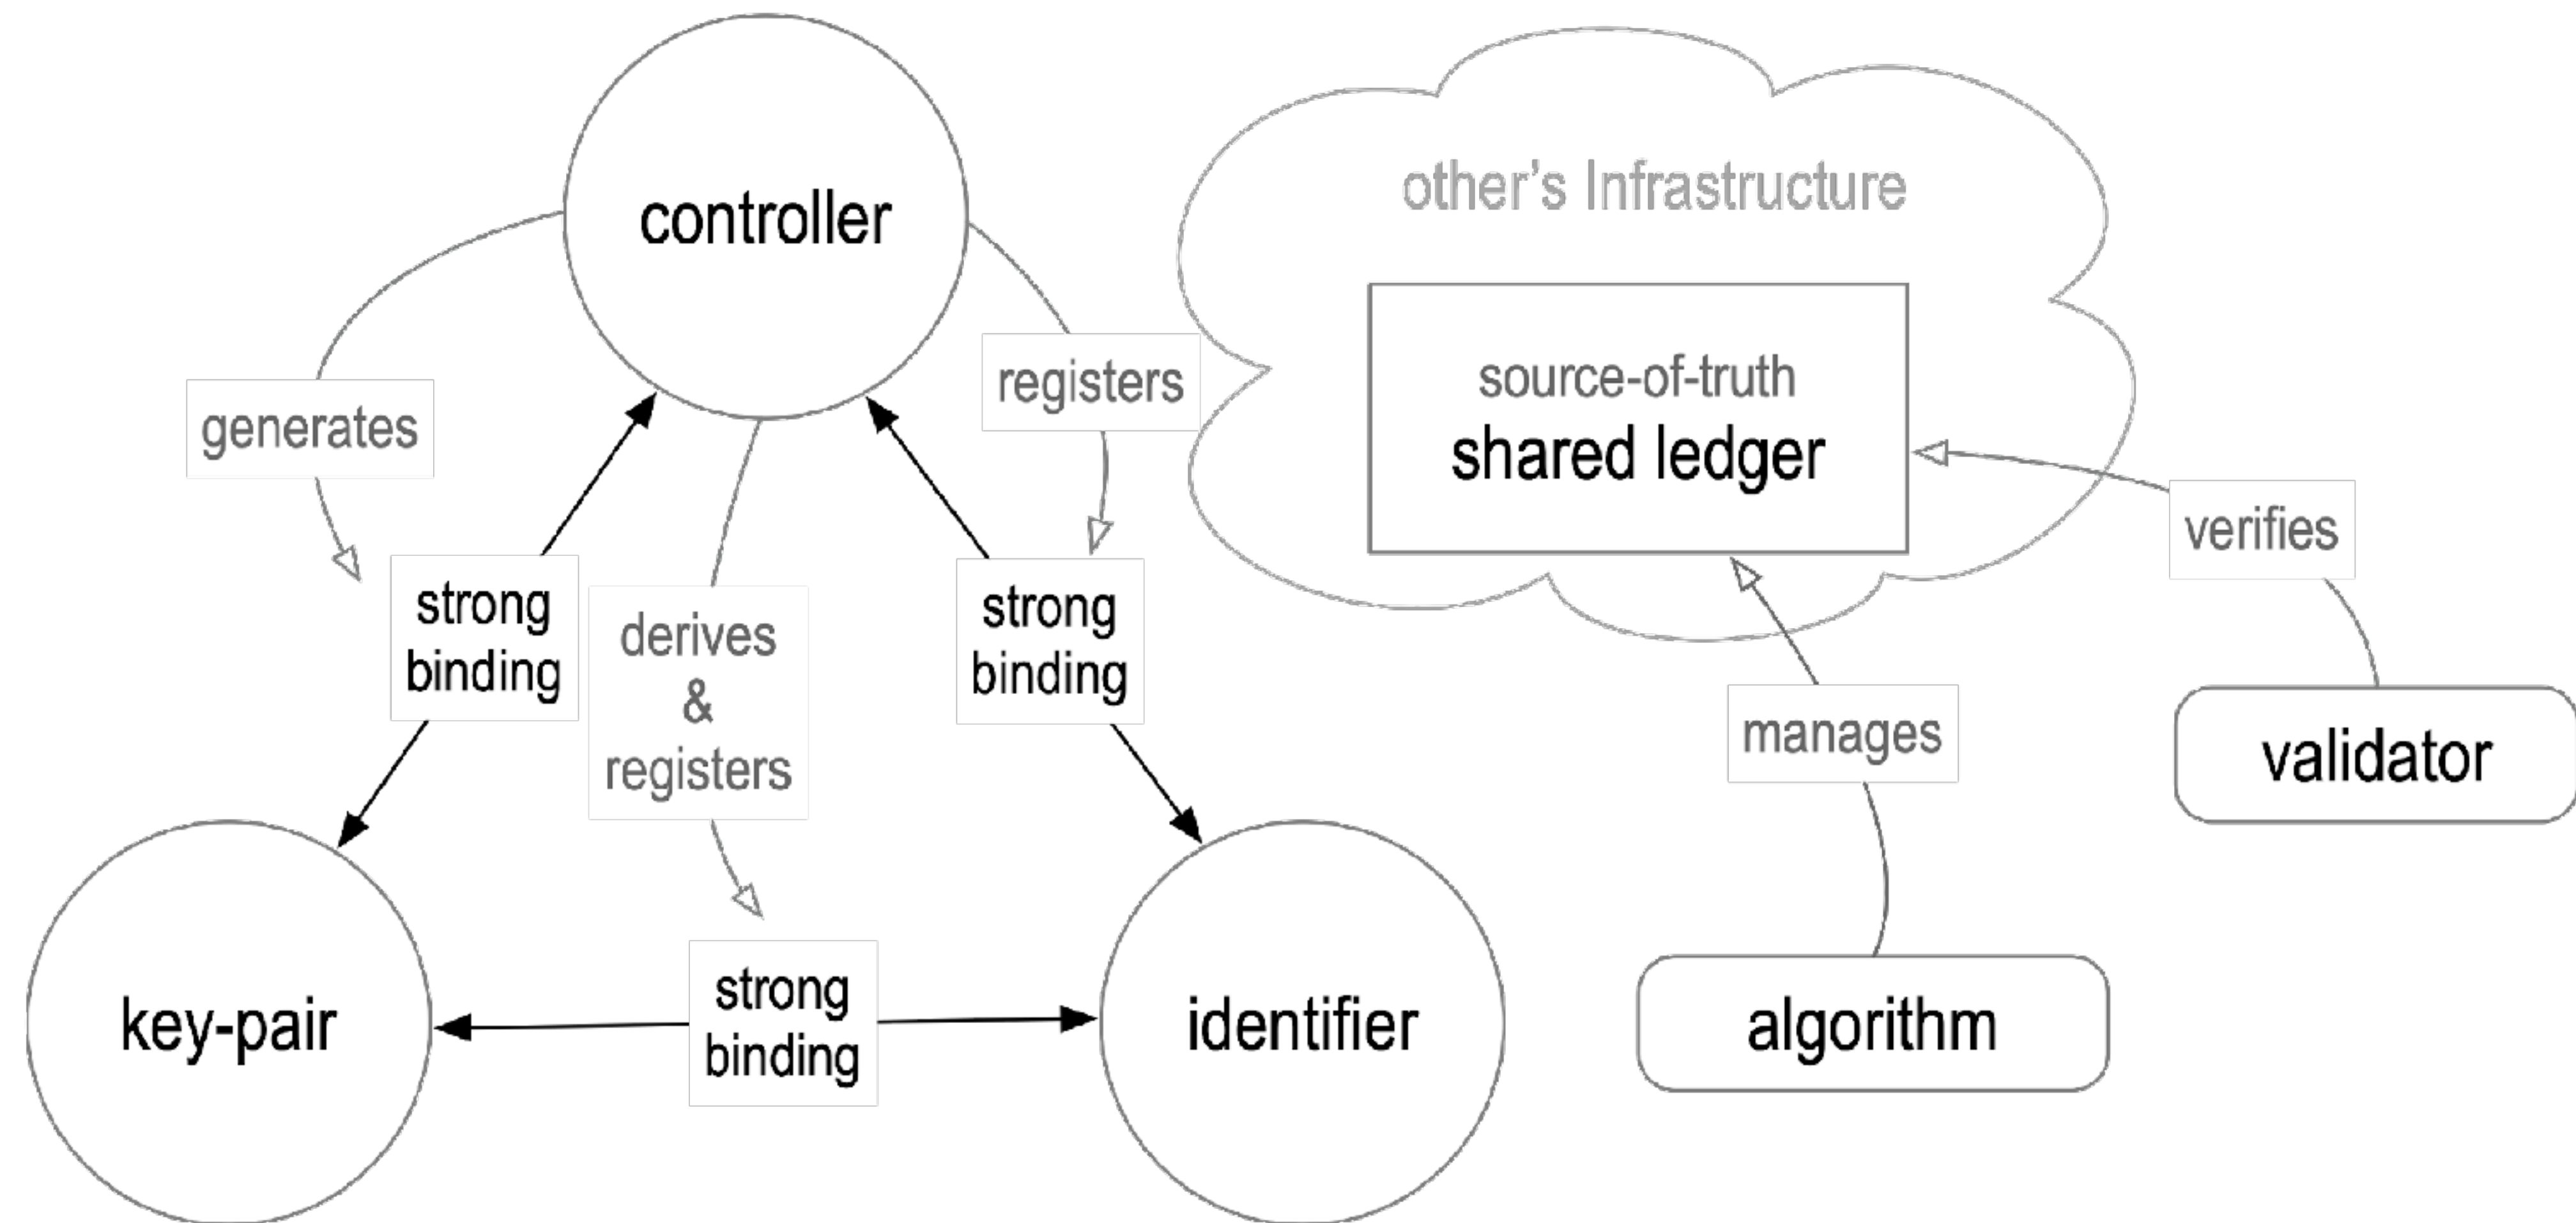 controller
other's Infrastructure
generates
registers
source-of-truth
shared ledger
verifies
strong
binding
derives
&
registers
strong
binding
manages
validator
key-pair
strong
binding
identifier
algorithm